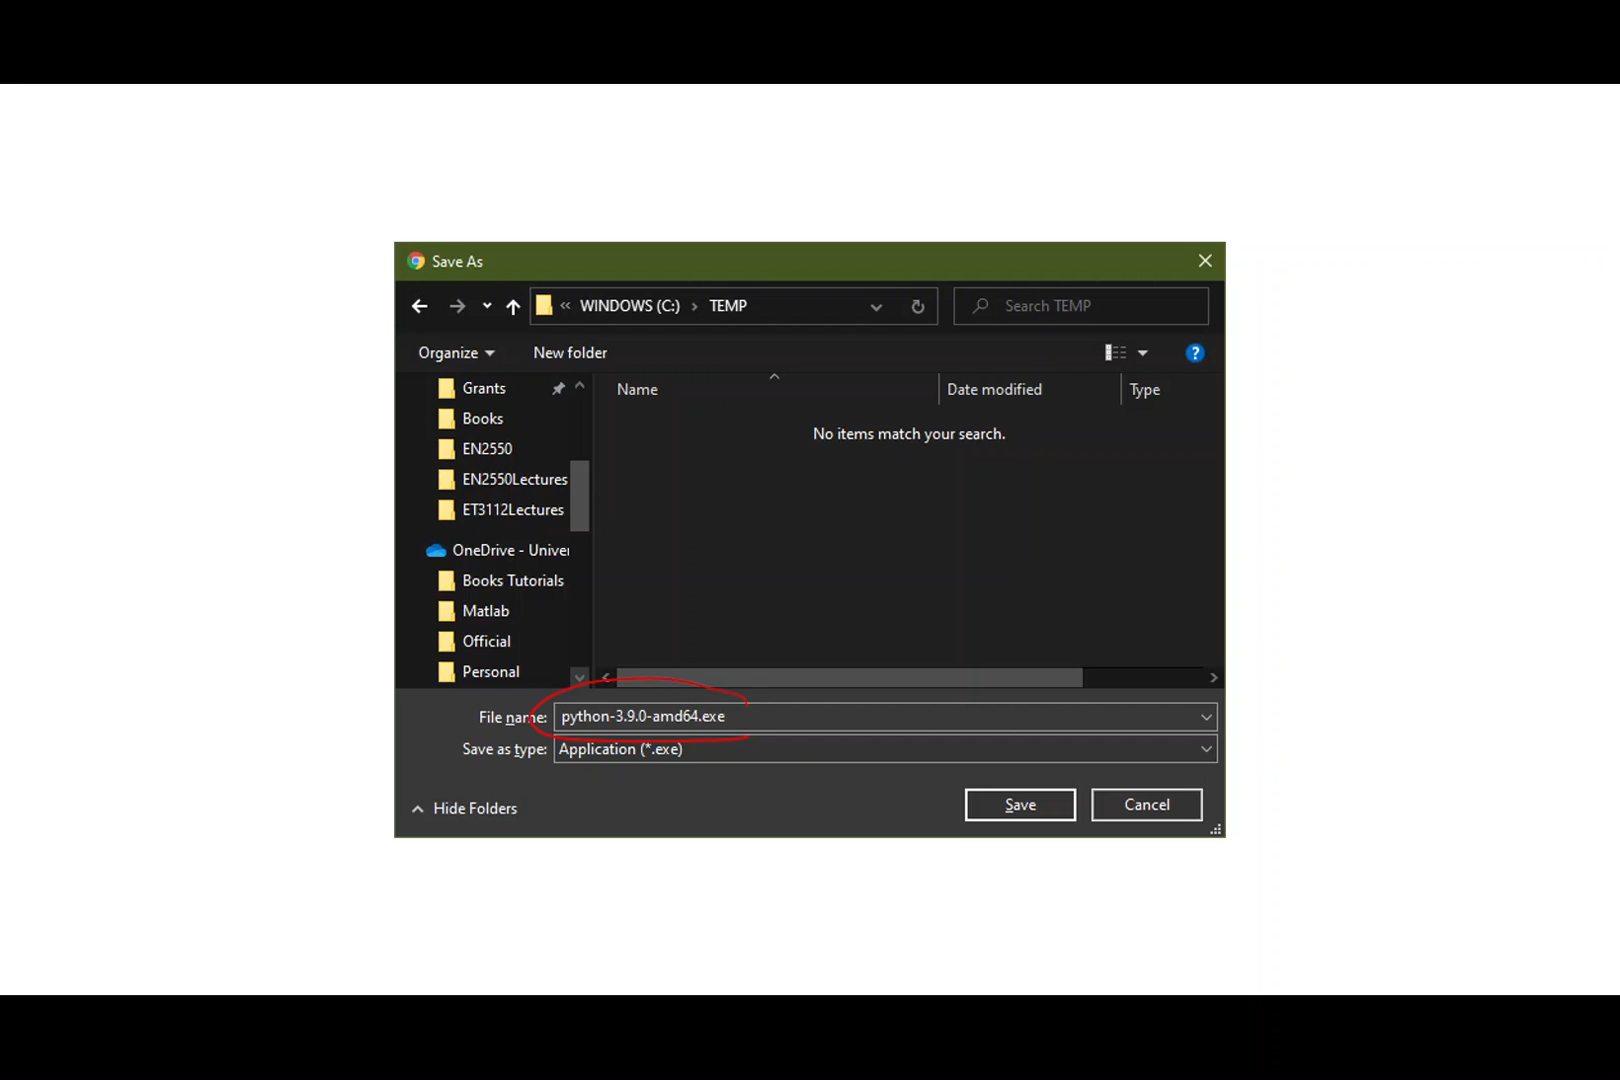 Save As
« WINDOWS (C:) › TEMP
Search TEMP
Organize
New folder
?
Grants
Books
EN2550
EN2550Lectures
ET3112Lectures
OneDrive - Univer
Books Tutorials
Matlab
Official
Personal
Name
Date modified
Type
No items match your search.
File name: python-3.9.0-amd64.exe
Save as type: Application (*.exe)
Hide Folders
Save
Cancel